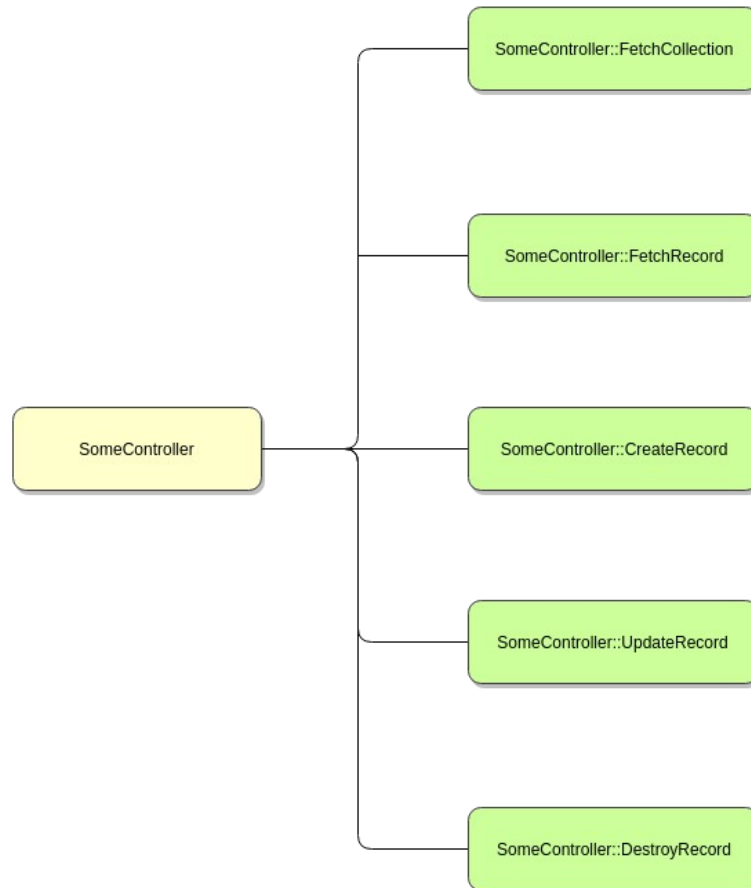 SomeController::FetchCollection
SomeController::FetchRecord
SomeController
SomeController::CreateRecord
SomeController::UpdateRecord
SomeController::DestroyRecord